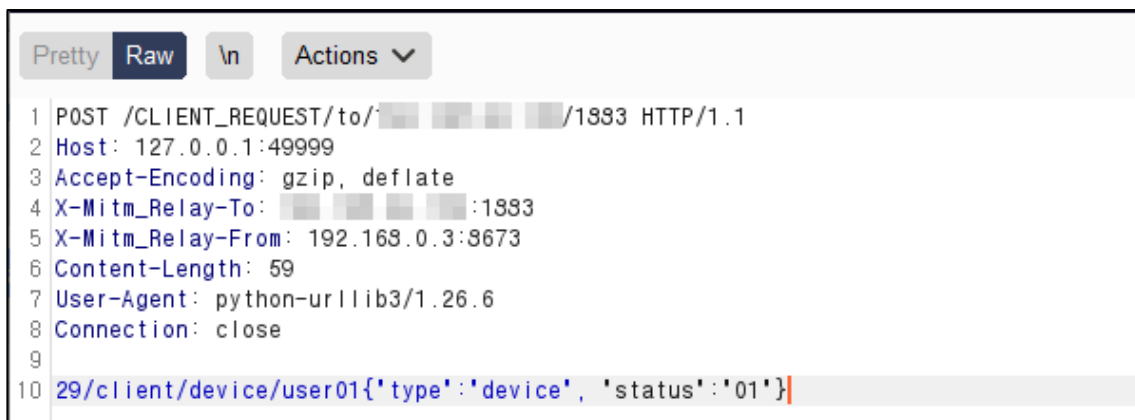 Pretty Raw \n Actions
1 POST /CLIENT_REQUEST/to/ /1883 HTTP/1.1
2 Host: 127.0.0.1:49999
3 Accept-Encoding: gzip, deflate
4 X-Mitm_Relay-To: :1883
5 X-Mitm_Relay-From: 192.168.0.3:8673
6 Content-Length: 59
7 User-Agent: python-urllib3/1.26.6
8 Connection: close
9
10 29/client/device/user01{"type":"device", "status":"01"}